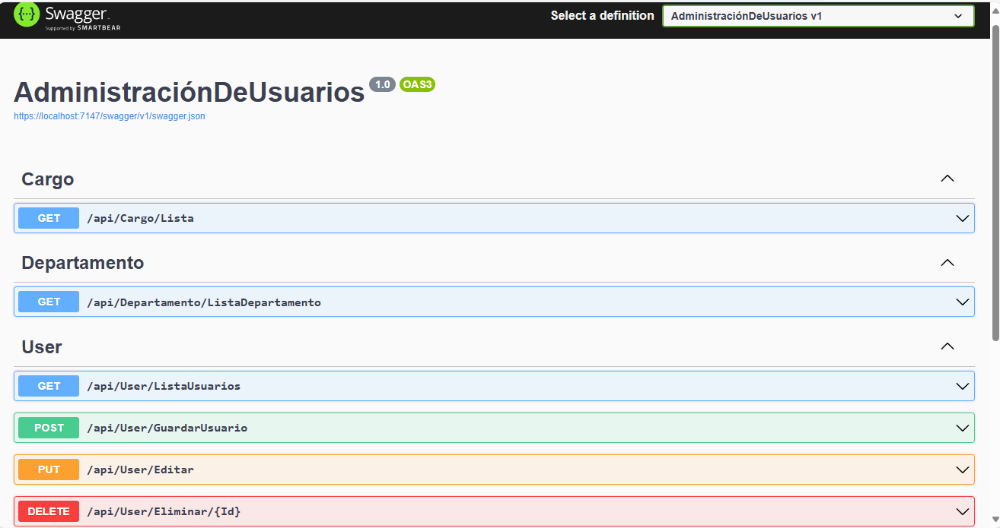 Swagger
Supported by SMARTBEAR
Select a definition
AdministraciónDeUsuarios v1
AdministraciónDeUsuarios 1.0 OAS3
https://localhost:7147/swagger/v1/swagger.json
Cargo
GET /api/Cargo/Lista
Departamento
GET /api/Departamento/ListaDepartamento
User
GET /api/User/ListaUsuarios
POST /api/User/GuardarUsuario
PUT /api/User/Editar
DELETE /api/User/Eliminar/{Id}